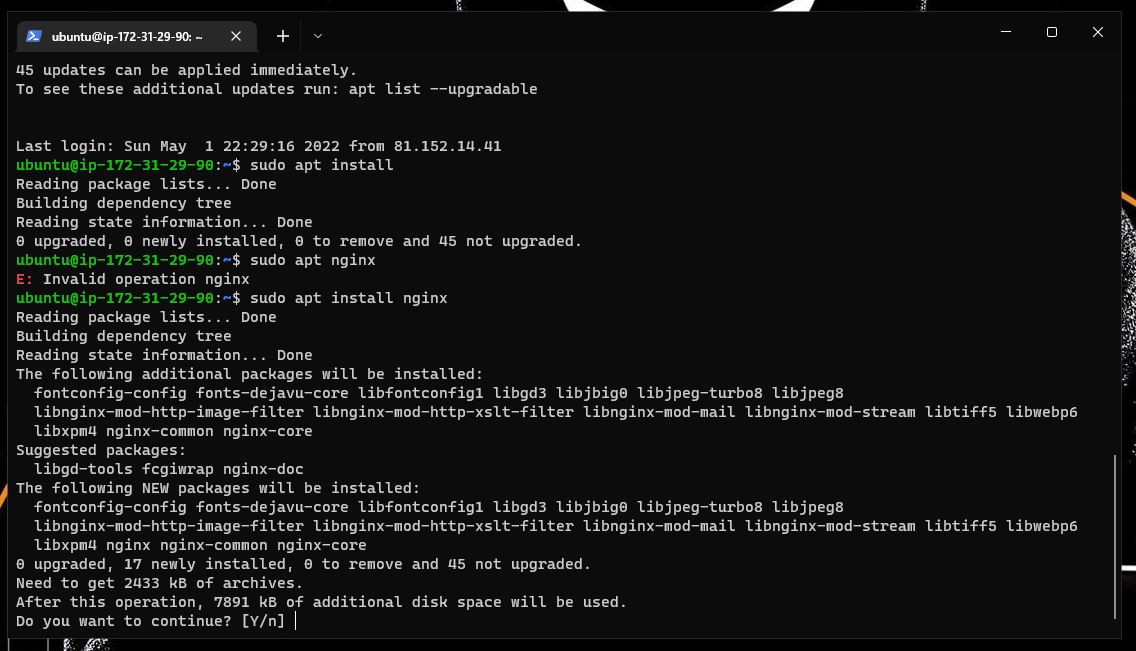 ubuntu@ip-172-31-29-90: ~
45 updates can be applied immediately.
To see these additional updates run: apt list --upgradable
Last login: Sun May  1 22:29:16 2022 from 81.152.14.41
ubuntu@ip-172-31-29-90:~$ sudo apt install
Reading package lists... Done
Building dependency tree
Reading state information... Done
0 upgraded, 0 newly installed, 0 to remove and 45 not upgraded.
ubuntu@ip-172-31-29-90:~$ sudo apt nginx
E: Invalid operation nginx
ubuntu@ip-172-31-29-90:~$ sudo apt install nginx
Reading package lists... Done
Building dependency tree
Reading state information... Done
The following additional packages will be installed:
  fontconfig-config fonts-dejavu-core libfontconfig1 libgd3 libjbig0 libjpeg-turbo8 libjpeg8
  libnginx-mod-http-image-filter libnginx-mod-http-xslt-filter libnginx-mod-mail libnginx-mod-stream libtiff5 libwebp6
  libxpm4 nginx-common nginx-core
Suggested packages:
  libgd-tools fcgiwrap nginx-doc
The following NEW packages will be installed:
  fontconfig-config fonts-dejavu-core libfontconfig1 libgd3 libjbig0 libjpeg-turbo8 libjpeg8
  libnginx-mod-http-image-filter libnginx-mod-http-xslt-filter libnginx-mod-mail libnginx-mod-stream libtiff5 libwebp6
  libxpm4 nginx nginx-common nginx-core
0 upgraded, 17 newly installed, 0 to remove and 45 not upgraded.
Need to get 2433 kB of archives.
After this operation, 7891 kB of additional disk space will be used.
Do you want to continue? [Y/n]